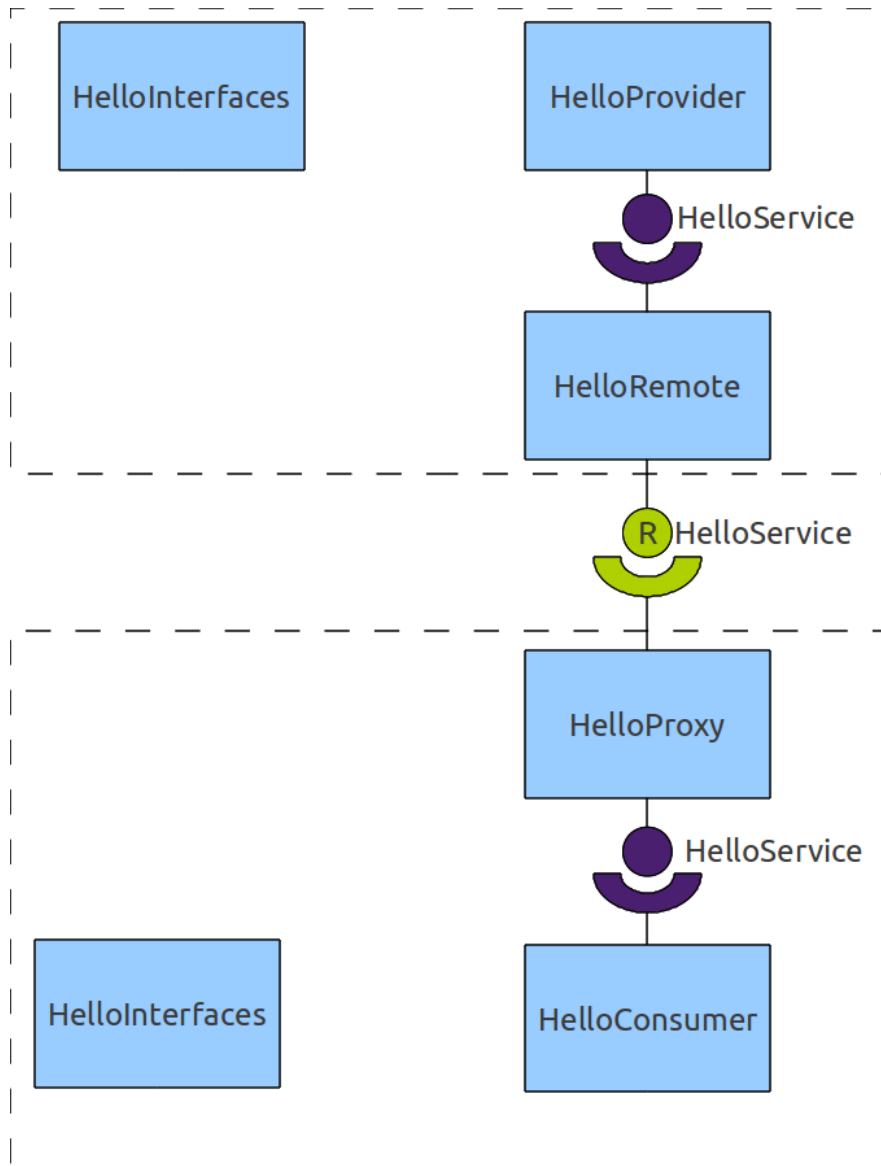 HelloInterfaces
HelloProvider
HelloService
HelloRemote
R
HelloService
HelloProxy
HelloService
HelloInterfaces
HelloConsumer